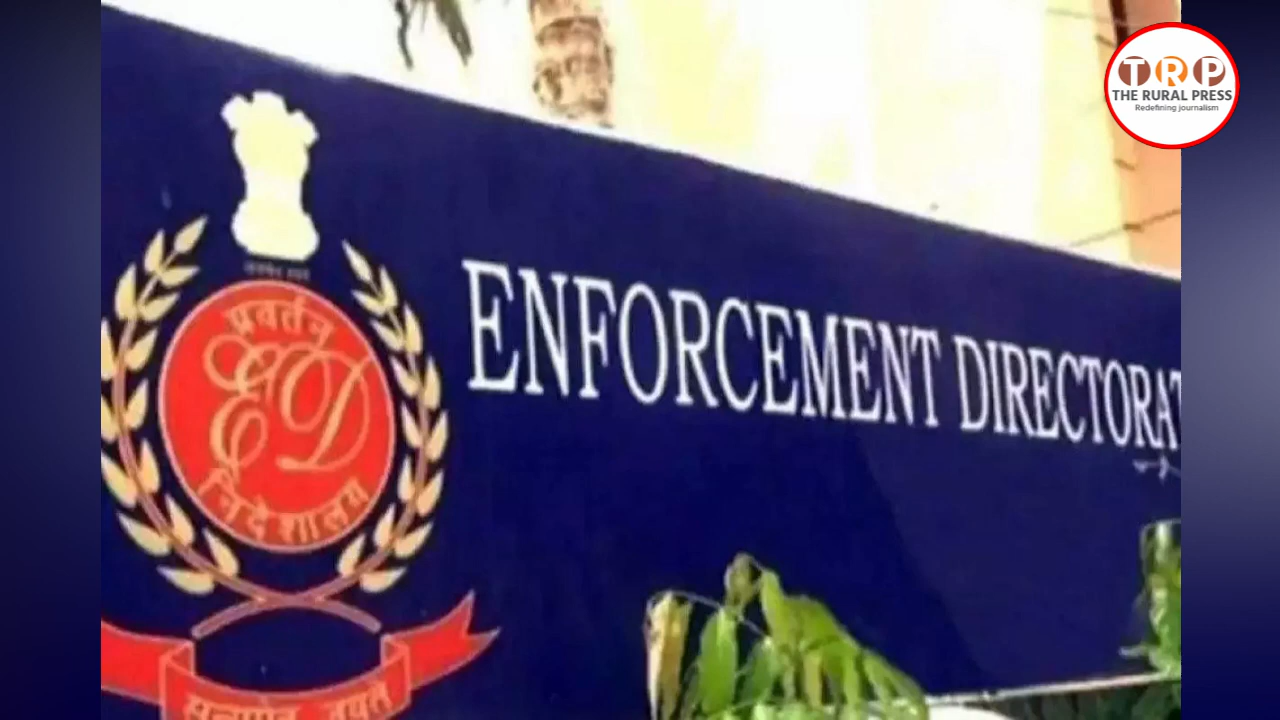 TRP
THE RURAL PRESS
Redefining journalism
ENFORCEMENT DIRECTORAT
प्रवर्तन
ED
निदेशालय